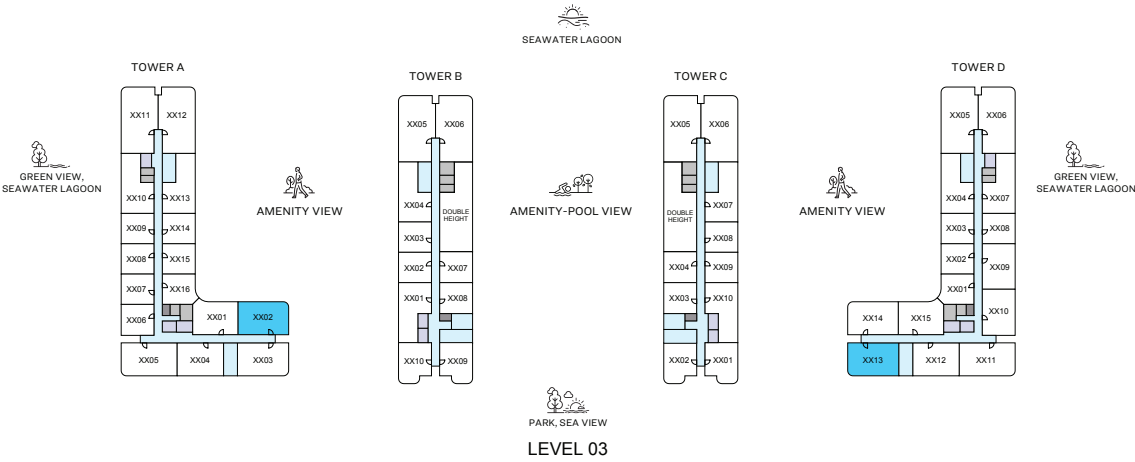 SEAWATER LAGOON
TOWER A
TOWER B
TOWER C
TOWER D
XX11
XX12
XX05
XX06
XX05
XX06
XX05
XX06
GREEN VIEW,
SEAWATER LAGOON
AMENITY VIEW
AMENITY-POOL VIEW
AMENITY VIEW
GREEN VIEW,
SEAWATER LAGOON
XX10
XX13
XX09
XX14
XX08
XX15
XX07
XX16
XX06
XX01
XX02
XX05
XX04
XX03
XX04
DOUBLE
HEIGHT
XX03
XX02
XX07
XX01
XX08
XX10
XX09
DOUBLE
HEIGHT
XX07
XX08
XX04
XX09
XX03
XX10
XX02
XX01
XX04
XX07
XX03
XX08
XX02
XX09
XX01
XX10
XX14
XX15
XX13
XX12
XX11
PARK, SEA VIEW
LEVEL 03